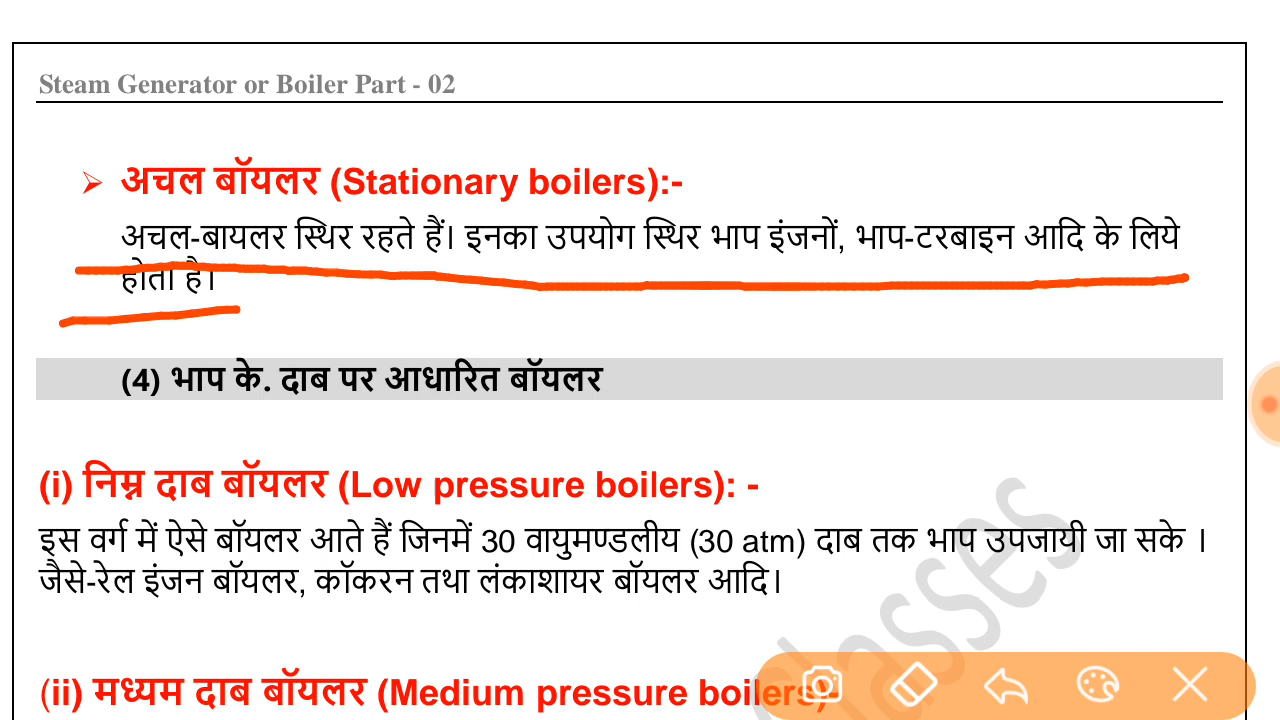 Steam Generator or Boiler Part - 02
➢ अचल बॉयलर (Stationary boilers):-
अचल-बायलर स्थिर रहते हैं। इनका उपयोग स्थिर भाप इंजनों, भाप-टरबाइन आदि के लिये
होता है।
(4) भाप के. दाब पर आधारित बॉयलर
(i) निम्न दाब बॉयलर (Low pressure boilers): -
इस वर्ग में ऐसे बॉयलर आते हैं जिनमें 30 वायुमण्डलीय (30 atm) दाब तक भाप उपजायी जा सके ।
जैसे-रेल इंजन बॉयलर, कॉकरन तथा लंकाशायर बॉयलर आदि।
(ii) मध्यम दाब बॉयलर (Medium pressure boilers)-